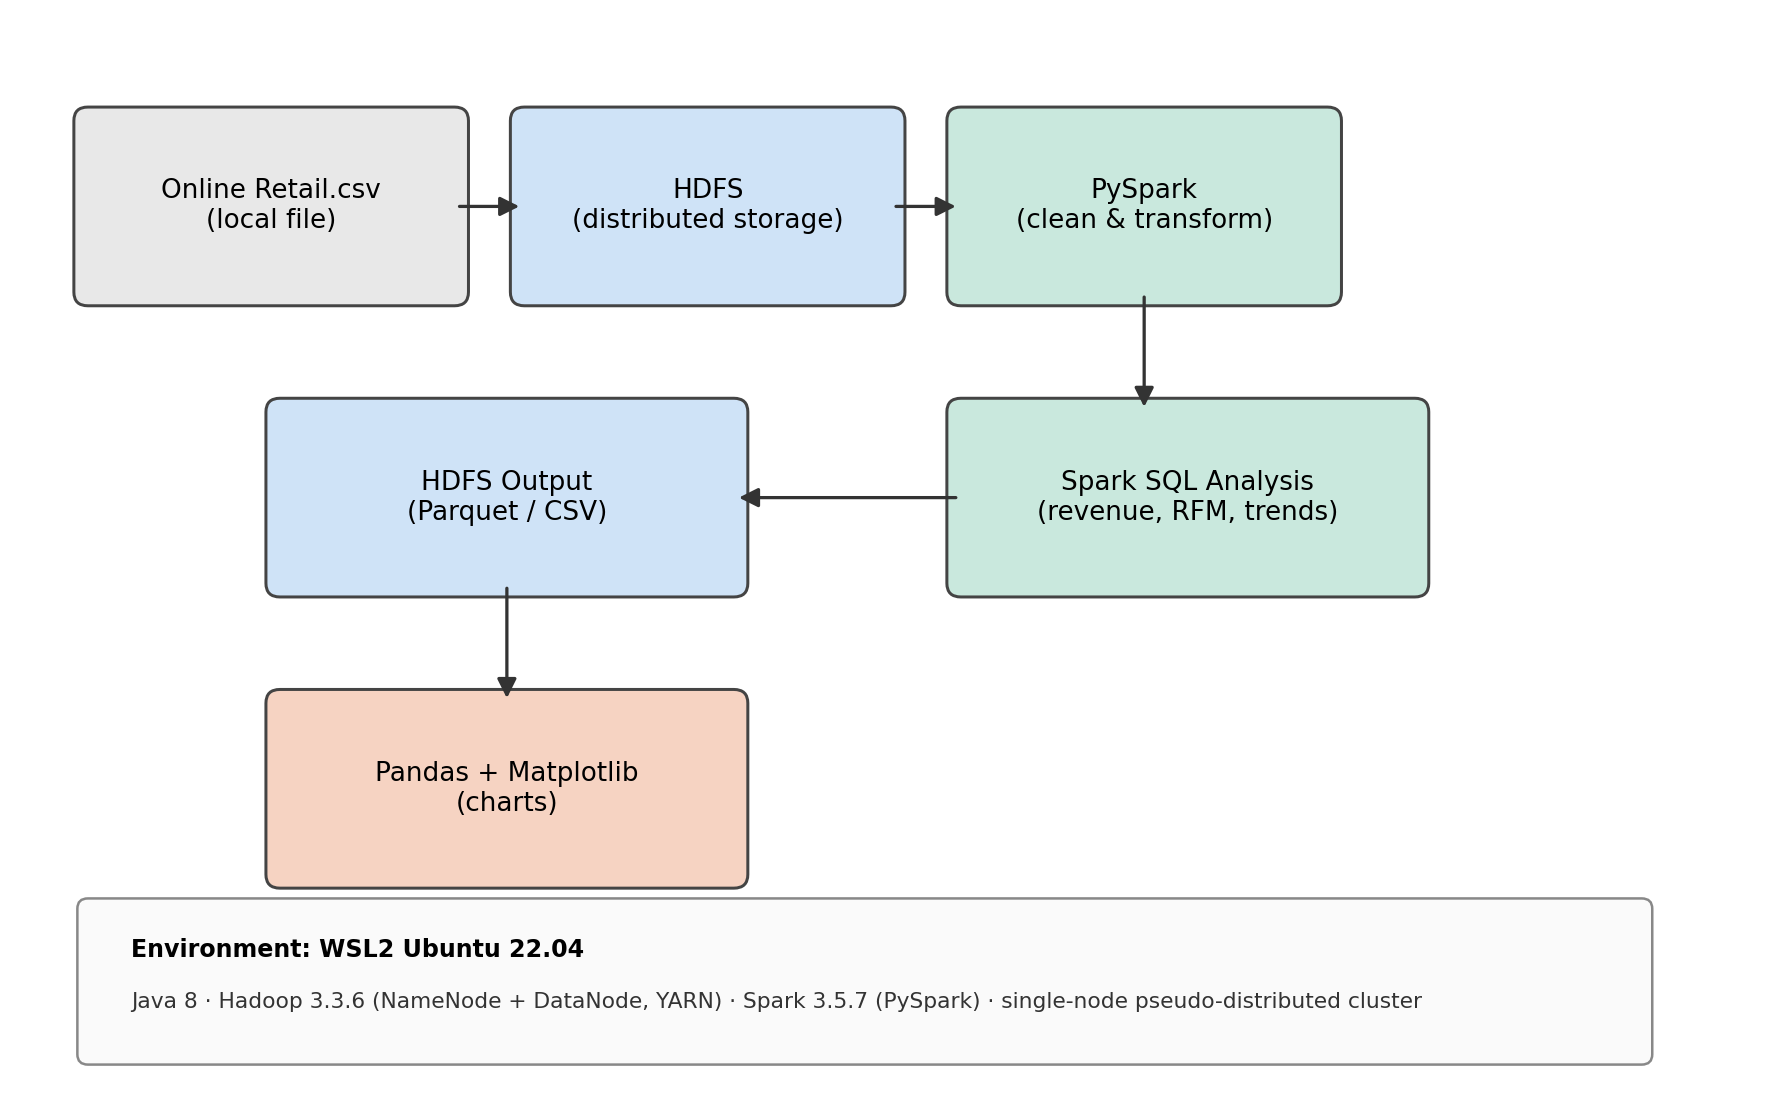 Online Retail.csv
(local file)
HDFS
(distributed storage)
PySpark
(clean & transform)
HDFS Output
(Parquet / CSV)
Spark SQL Analysis
(revenue, RFM, trends)
Pandas + Matplotlib
(charts)
Environment: WSL2 Ubuntu 22.04
Java 8 · Hadoop 3.3.6 (NameNode + DataNode, YARN) · Spark 3.5.7 (PySpark) · single-node pseudo-distributed cluster